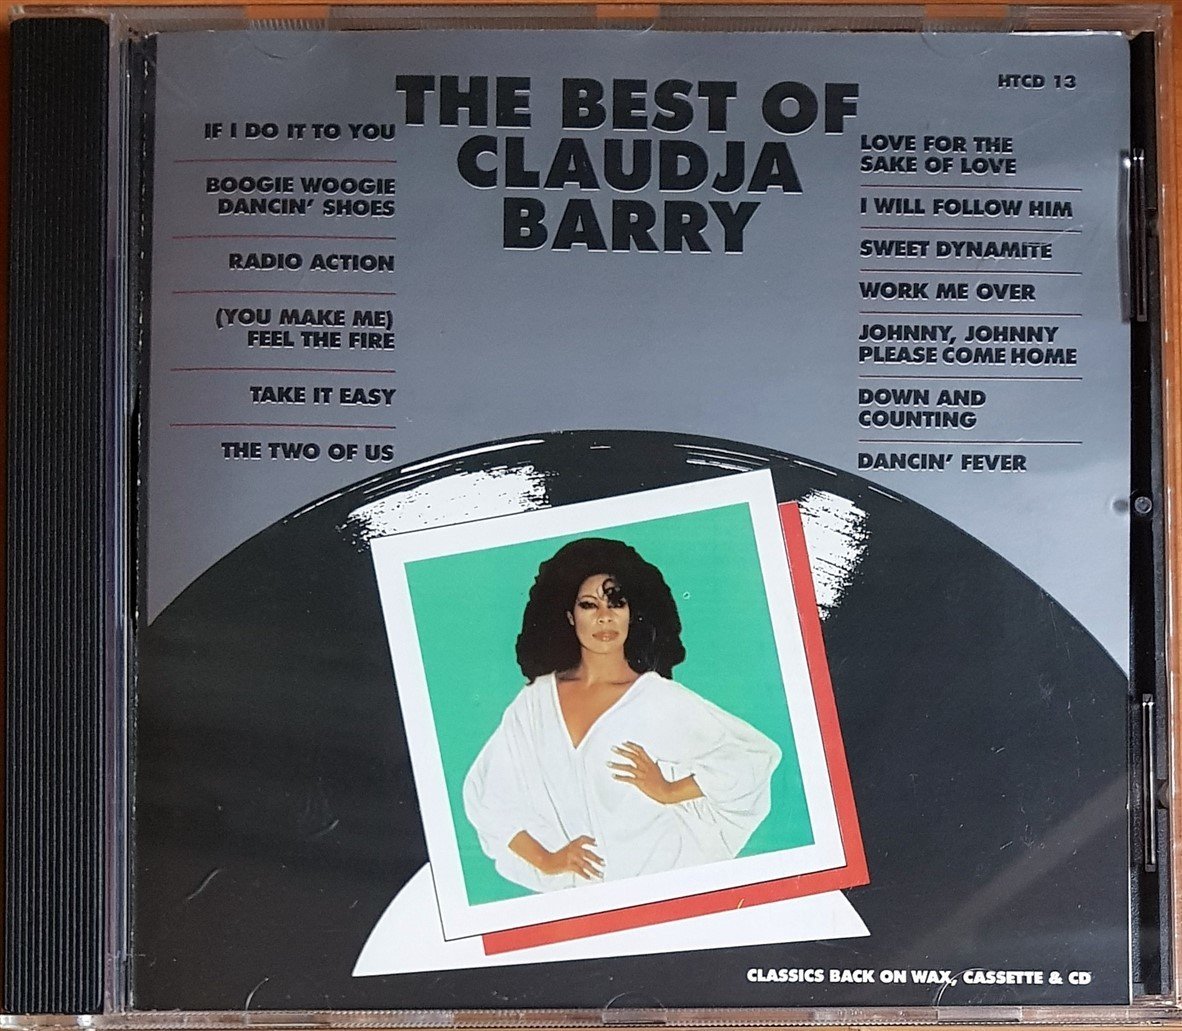 HTCD 13
THE BEST OF
CLAUDJA
BARRY
IF I DO IT TO YOU
BOOGIE WOOGIE
DANCIN' SHOES
RADIO ACTION
(YOU MAKE ME)
FEEL THE FIRE
TAKE IT EASY
THE TWO OF US
LOVE FOR THE
SAKE OF LOVE
I WILL FOLLOW HIM
SWEET DYNAMITE
WORK ME OVER
JOHNNY, JOHNNY
PLEASE COME HOME
DOWN AND
COUNTING
DANCIN' FEVER
CLASSICS BACK ON WAX, CASSETTE & CD